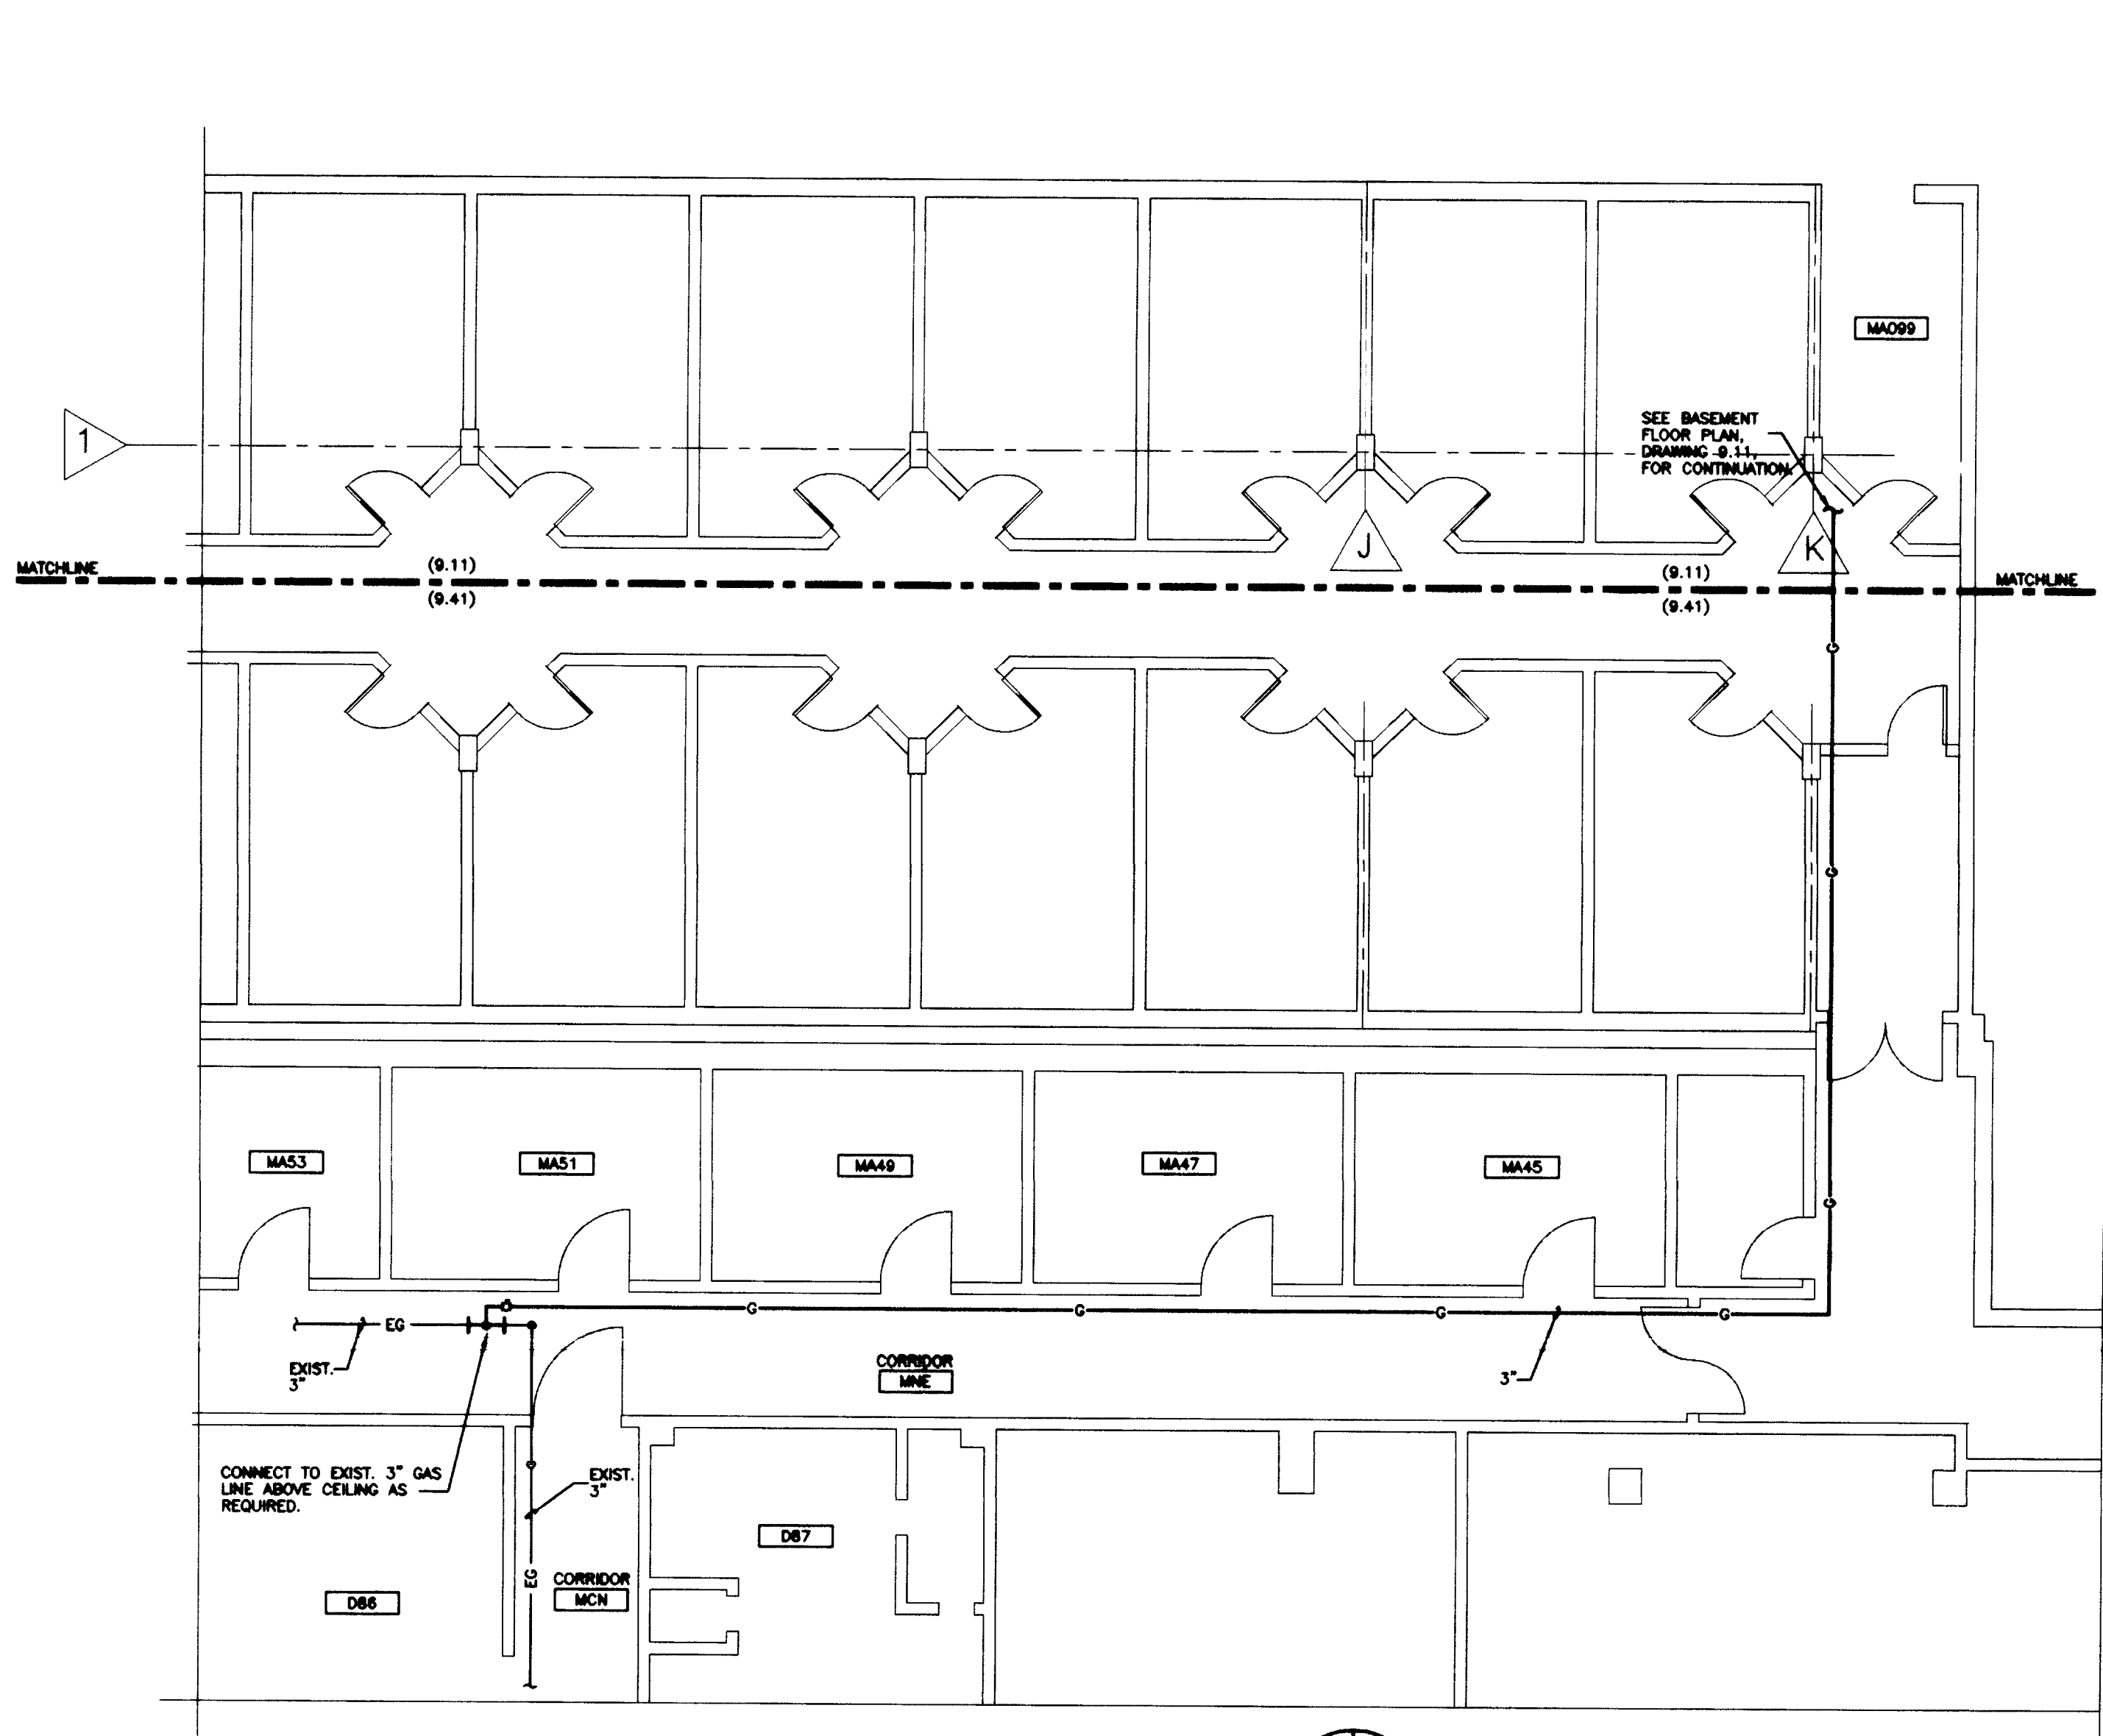 MA099
SEE BASEMENT
FLOOR PLAN,
DRAWING 9.11,
FOR CONTINUATION.
1
J
K
MATCHLINE
(9.11)
(9.41)
(9.11)
(9.41)
MATCHLINE
G
G
G
MA53
MA51
MA49
MA47
MA45
G
G
G
G
EG
EXIST.
3"
CORRIDOR
MNE
3"
CONNECT TO EXIST. 3" GAS
LINE ABOVE CEILING AS
REQUIRED.
EXIST.
3"
D87
EG
CORRIDOR
MCN
D86